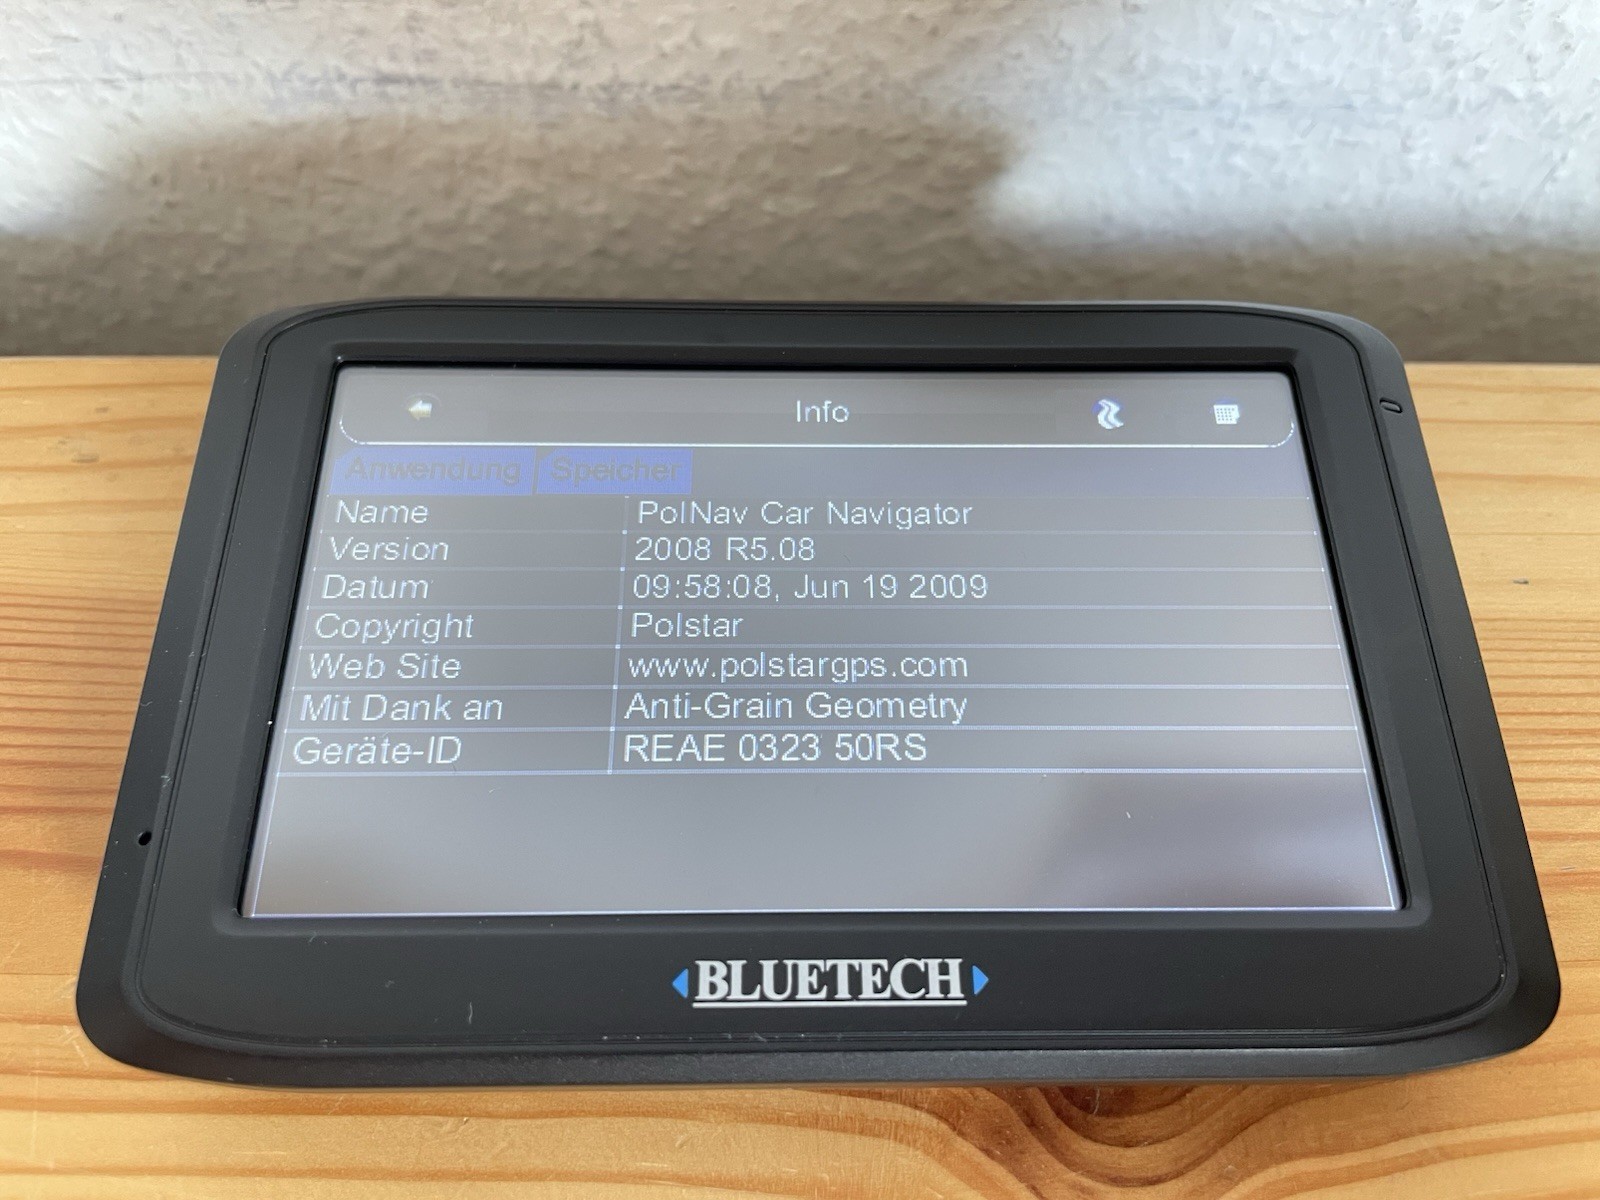 Info
Anwendung Speicher
Name PolNav Car Navigator
Version 2008 R5.08
Datum 09:58:08, Jun 19 2009
Copyright Polstar
Web Site www.polstargps.com
Mit Dank an Anti-Grain Geometry
Geräte-ID REAE 0323 50RS
BLUETECH